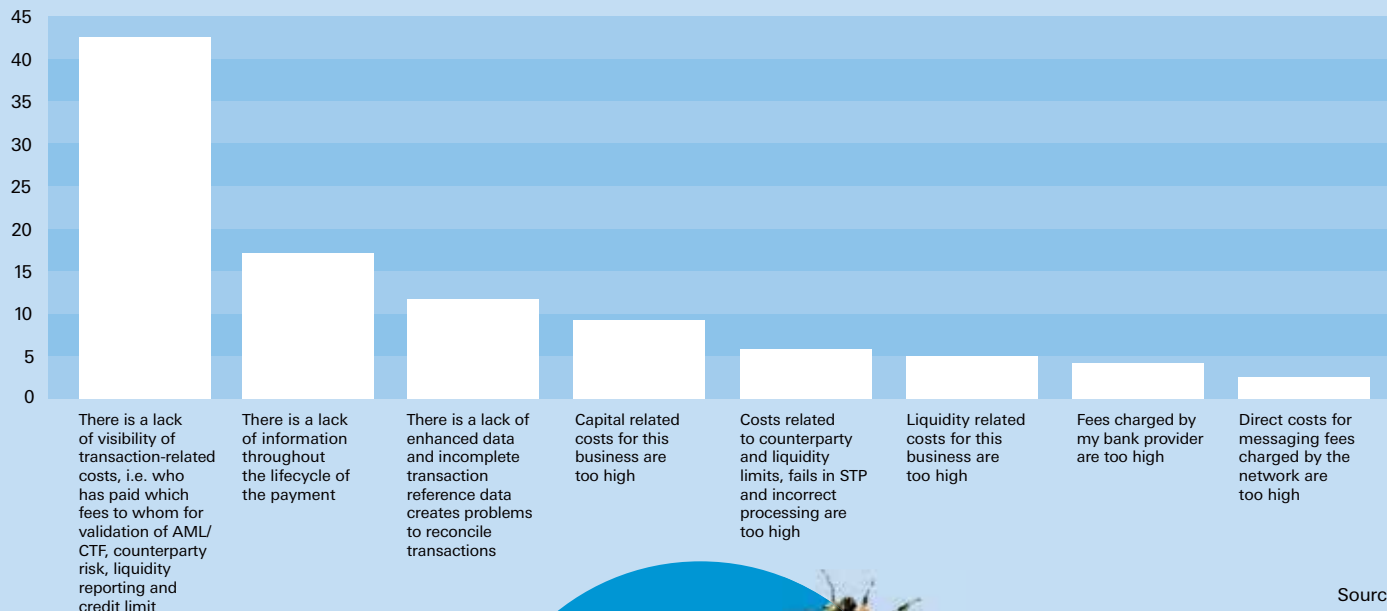 45
40
35
30
25
20
15
10
5
0
There is a lack
of visibility of
transaction-related
costs, i.e. who
has paid which
fees to whom for
validation of AML/
CTF, counterparty
risk, liquidity
reporting and
credit limit
There is a lack
of information
throughout
the lifecycle of
the payment
There is a lack of
enhanced data
and incomplete
transaction
reference data
creates problems
to reconcile
transactions
Capital related
costs for this
business are
too high
Costs related
to counterparty
and liquidity
limits, fails in STP
and incorrect
processing are
too high
Liquidity related
costs for this
business are
too high
Fees charged by
my bank provider
are too high
Direct costs for
messaging fees
charged by the
network are
too high
Sourc